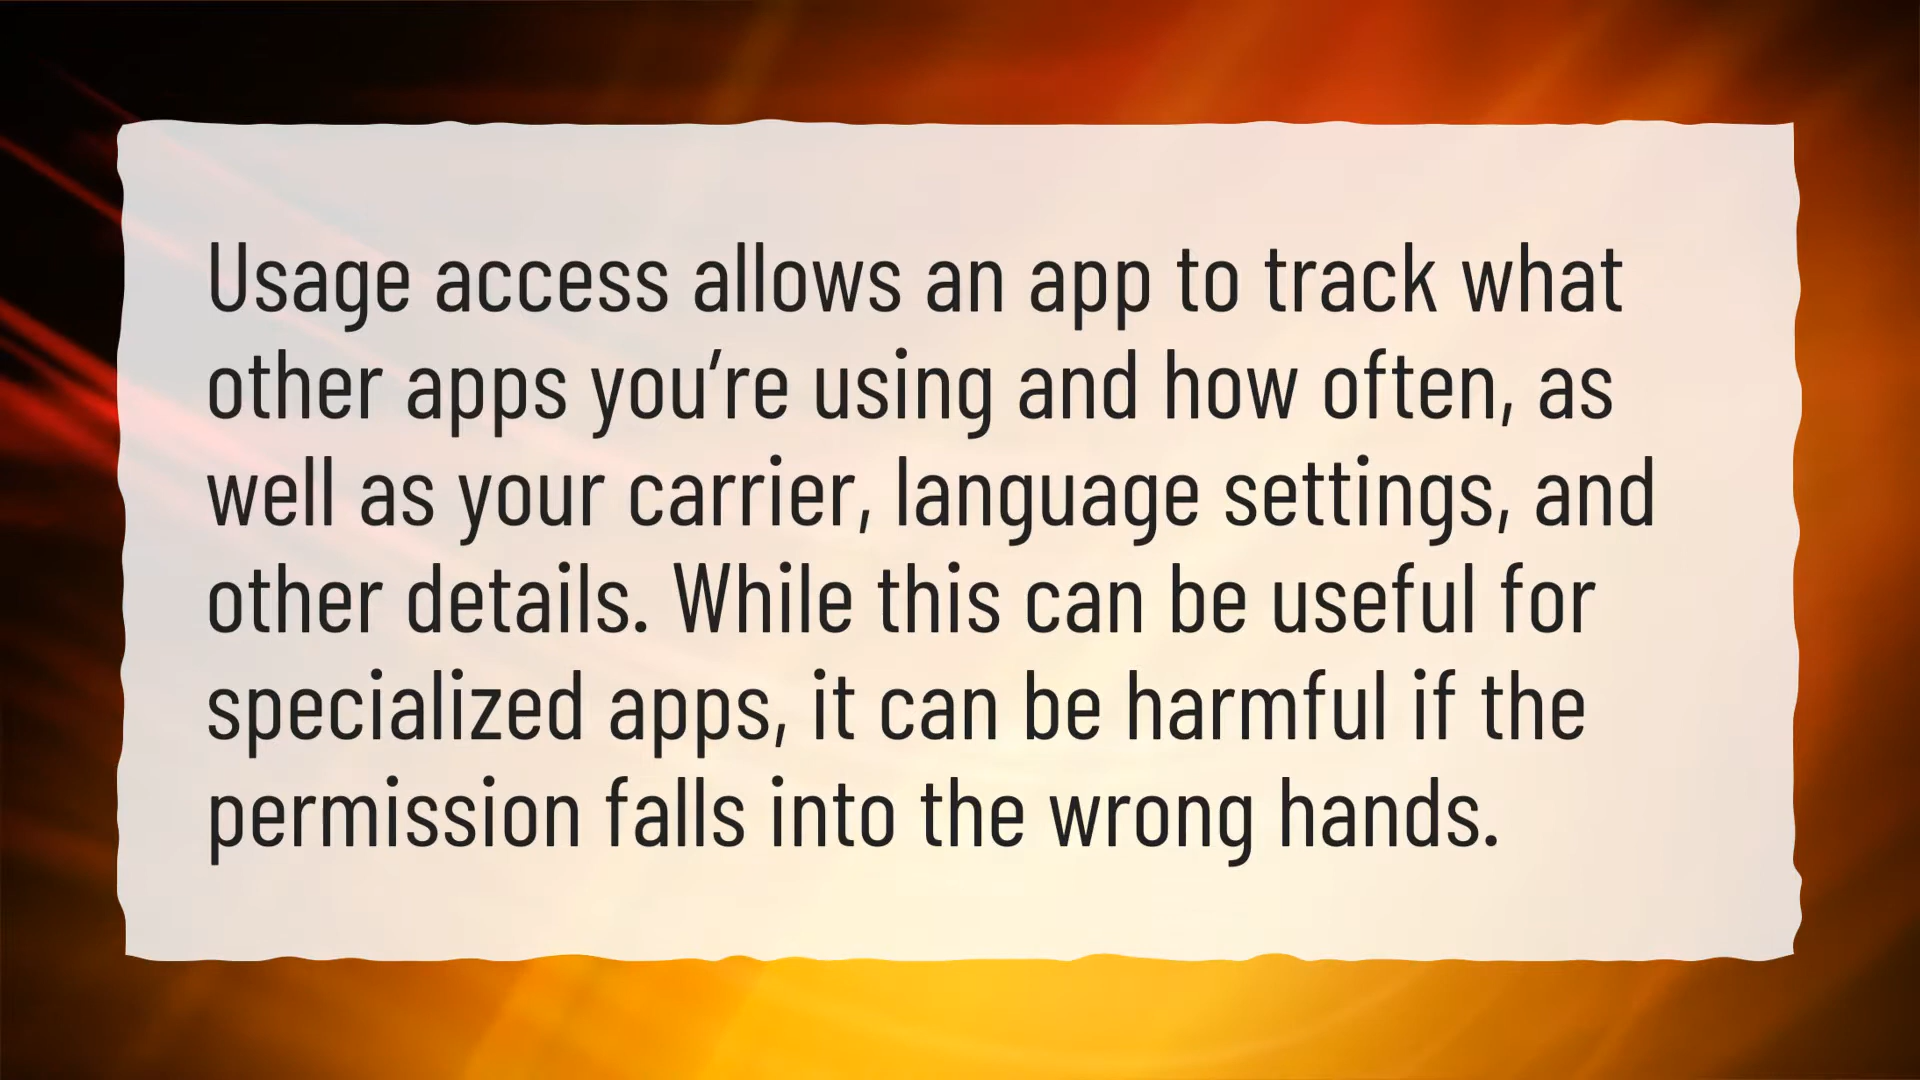 Usage access allows an app to track what
other apps you’re using and how often, as
well as your carrier, language settings, and
other details. While this can be useful for
specialized apps, it can be harmful if the
permission falls into the wrong hands.